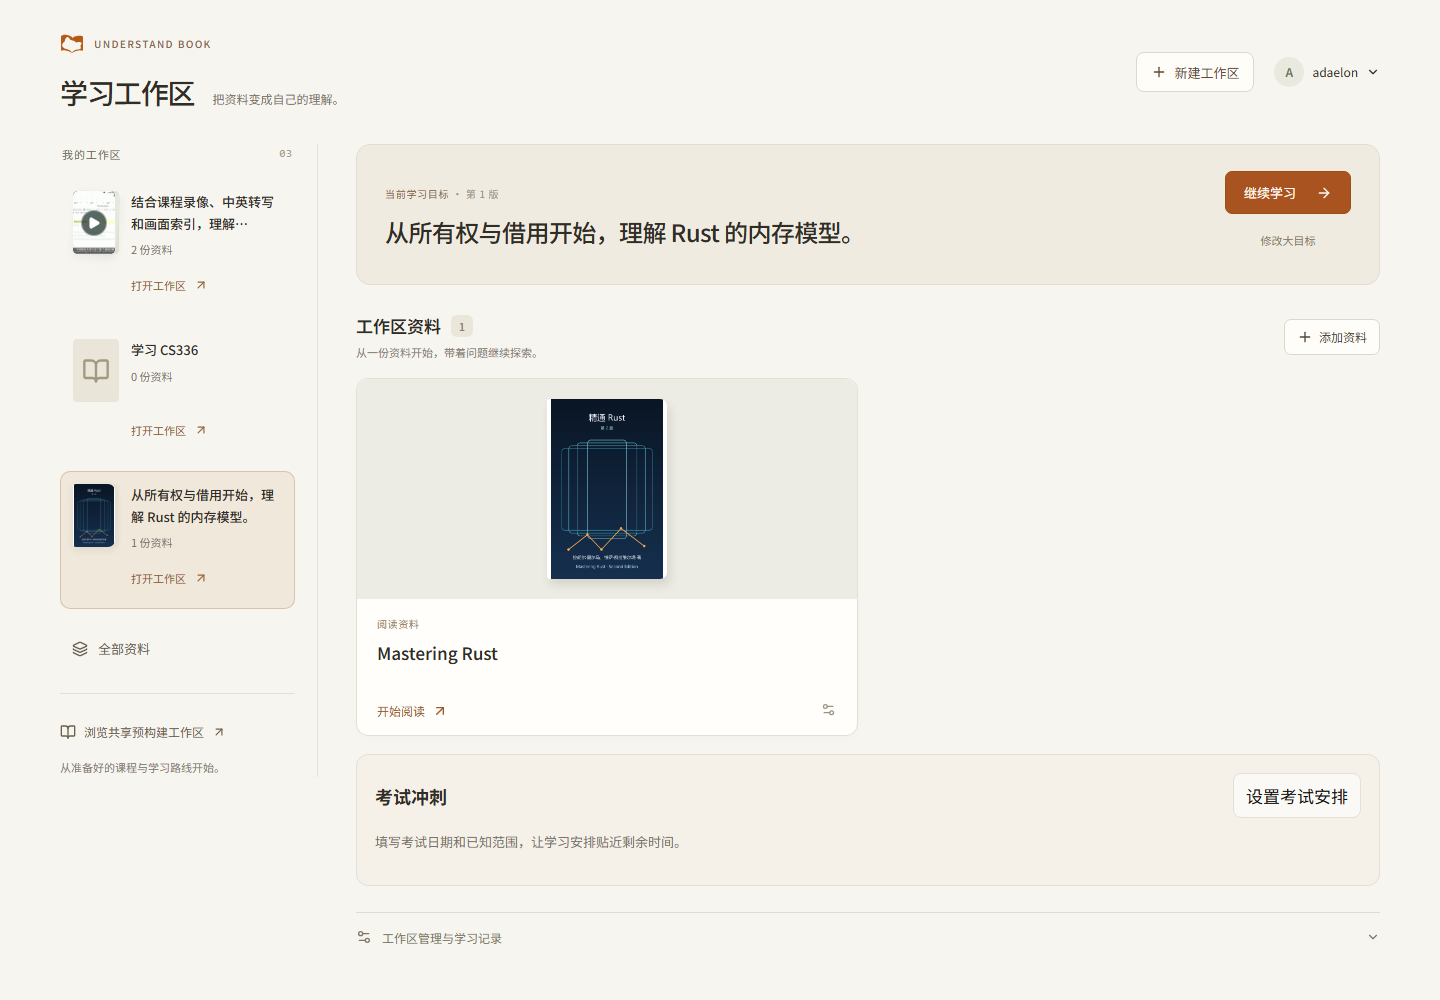 UNDERSTAND BOOK
学习工作区
把资料变成自己的理解。
新建工作区
A
adaelon
我的工作区
03
结合课程录像、中英转写
和画面索引，理解…
2 份资料
打开工作区
学习 CS336
0 份资料
打开工作区
从所有权与借用开始，理
解 Rust 的内存模型。
1 份资料
打开工作区
全部资料
浏览共享预构建工作区
从准备好的课程与学习路线开始。
当前学习目标 · 第 1 版
从所有权与借用开始，理解 Rust 的内存模型。
继续学习
修改大目标
工作区资料
1
从一份资料开始，带着问题继续探索。
添加资料
精通 Rust
第 2 版
Mastering Rust · Second Edition
阅读资料
Mastering Rust
开始阅读
考试冲刺
设置考试安排
填写考试日期和已知范围，让学习安排贴近剩余时间。
工作区管理与学习记录